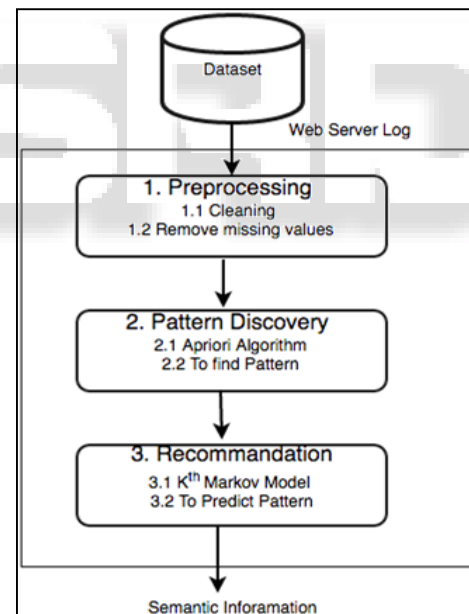 Dataset
Web Server Log
1. Preprocessing
1.1 Cleaning
1.2 Remove missing values
2. Pattern Discovery
2.1 Apriori Algorithm
2.2 To find Pattern
3. Recommandation
3.1 Kth Markov Model
3.2 To Predict Pattern
Semantic Inforamation